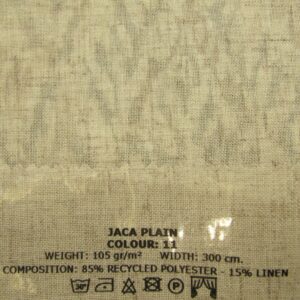 JACA PLAIN
COLOUR: 11
WEIGHT: 105 gr/m² WIDTH: 300 cm.
COMPOSITION: 85% RECYCLED POLYESTER - 15% LINEN